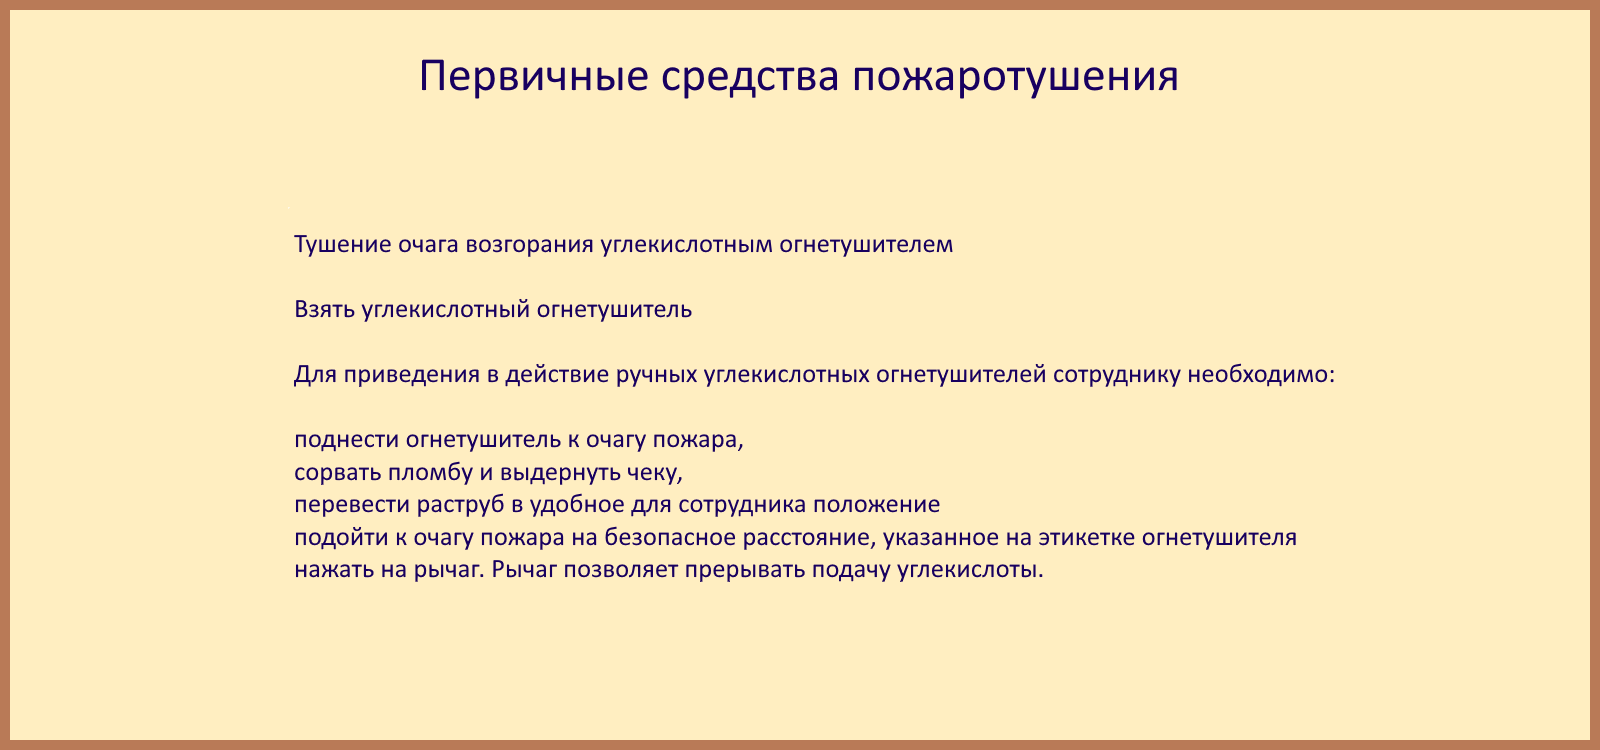 Первичные средства пожаротушения
Тушение очага возгорания углекислотным огнетушителем
Взять углекислотный огнетушитель
Для приведения в действие ручных углекислотных огнетушителей сотруднику необходимо:
поднести огнетушитель к очагу пожара,
сорвать пломбу и выдернуть чеку,
перевести раструб в удобное для сотрудника положение
подойти к очагу пожара на безопасное расстояние, указанное на этикетке огнетушителя
нажать на рычаг. Рычаг позволяет прерывать подачу углекислоты.